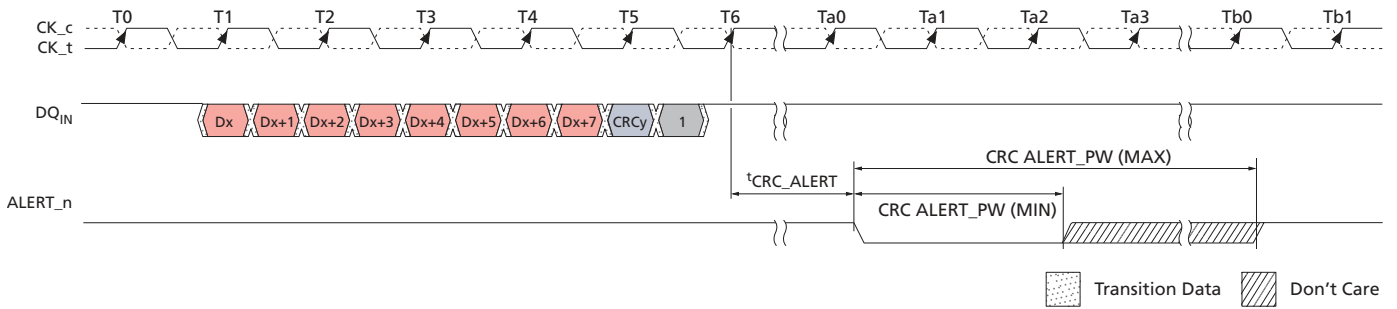 T0 T1 T2 T3 T4 T5 T6 Ta0 Ta1 Ta2 Ta3 Tb0 Tb1
CK_c
CK_t
DQIN
Dx Dx+1 Dx+2 Dx+3 Dx+4 Dx+5 Dx+6 Dx+7 CRCy 1
CRC ALERT_PW (MAX)
tCRC_ALERT
CRC ALERT_PW (MIN)
ALERT_n
Transition Data Don't Care